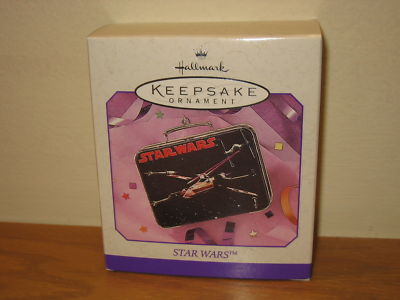 Hallmark
KEEPSAKE
ORNAMENT
STAR WARS
STAR WARS™